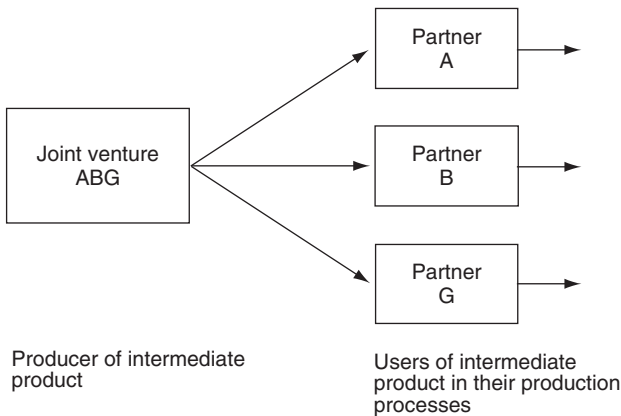 Partner
A
Joint venture
ABG
Partner
B
Partner
G
Producer of intermediate
product
Users of intermediate
product in their production
processes